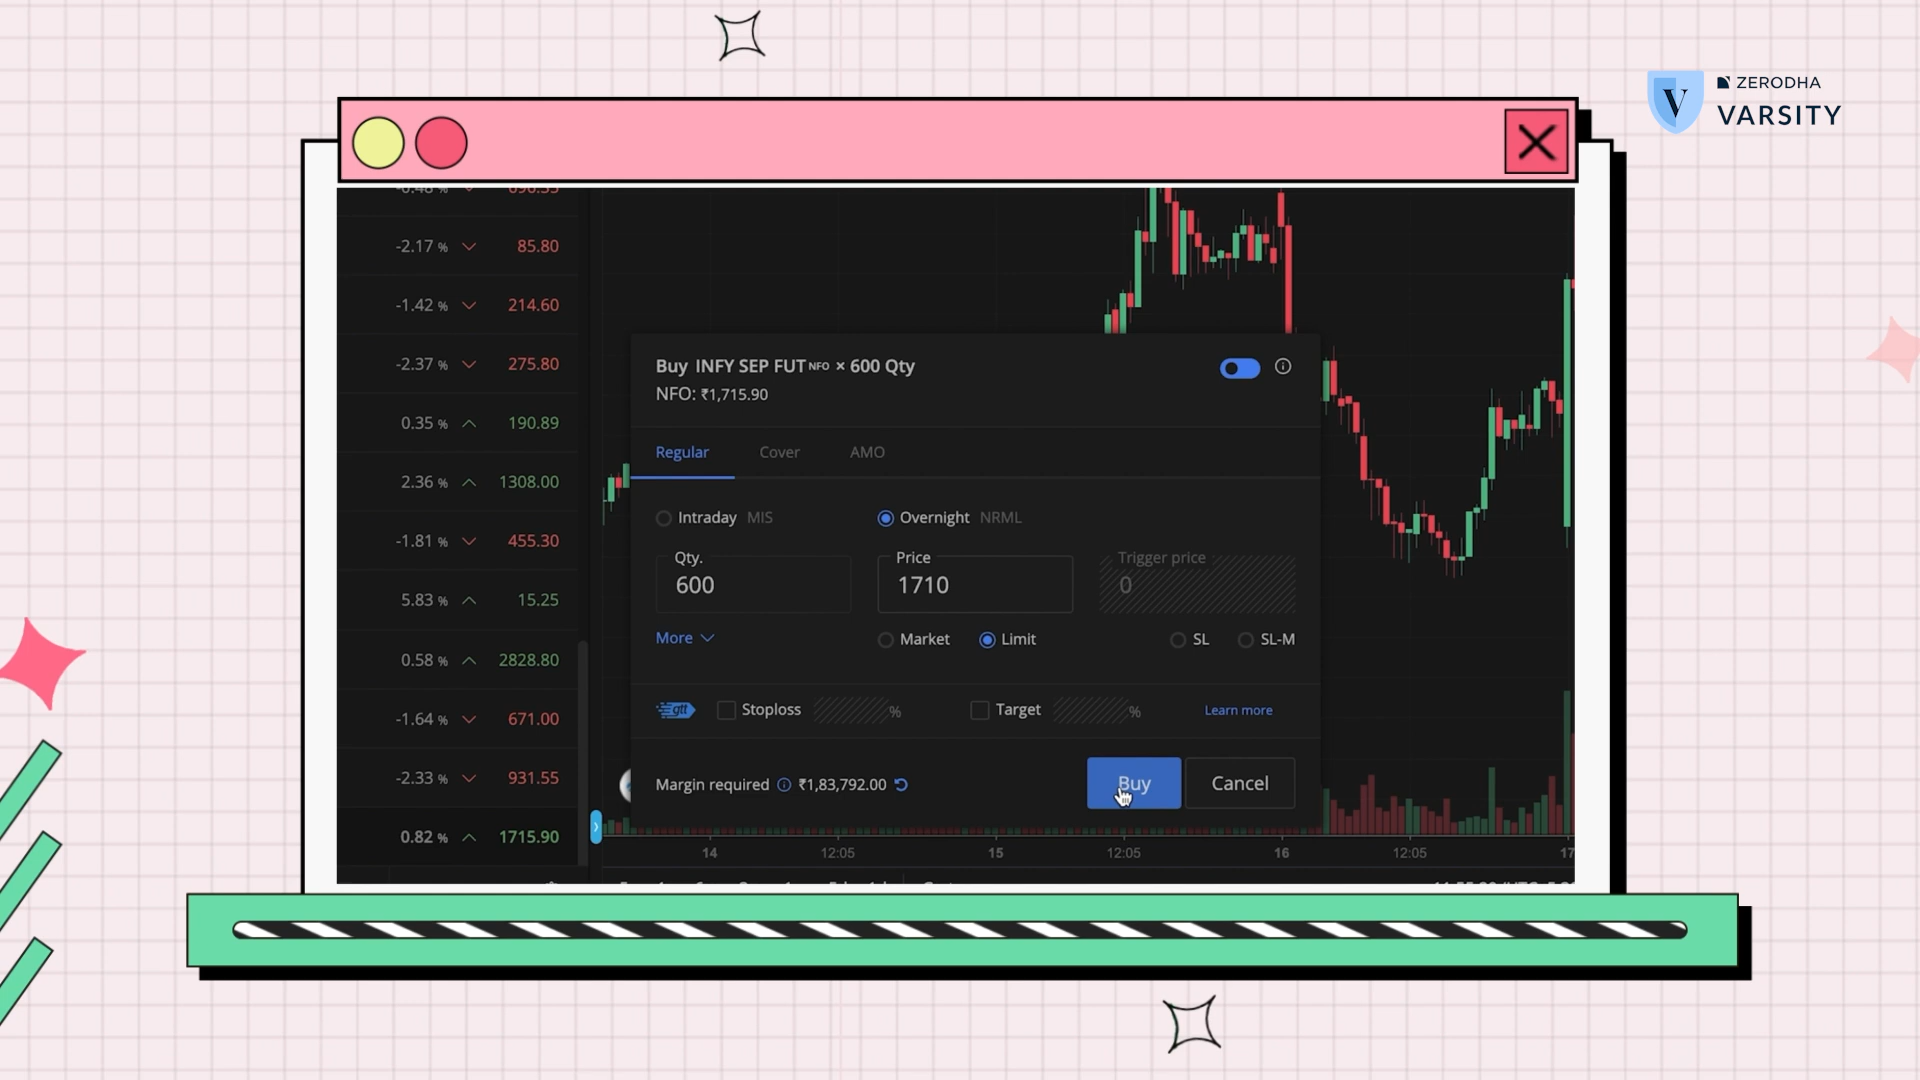 ZERODHA
VARSITY
-2.17 % 85.80
-1.42 % 214.60
-2.37 % 275.80
0.35 % 190.89
2.36 % 1308.00
-1.81 % 455.30
5.83 % 15.25
0.58 % 2828.80
-1.64 % 671.00
-2.33 % 931.55
0.82 % 1715.90
Buy INFY SEP FUT NFO × 600 Qty
NFO: ₹1,715.90
Regular Cover AMO
Intraday MIS Overnight NRML
Qty. Price Trigger price
600 1710 0
More Market Limit SL SL-M
gtt Stoploss % Target % Learn more
Margin required ₹1,83,792.00 Buy Cancel
14 12:05 15 12:05 16 12:05 17